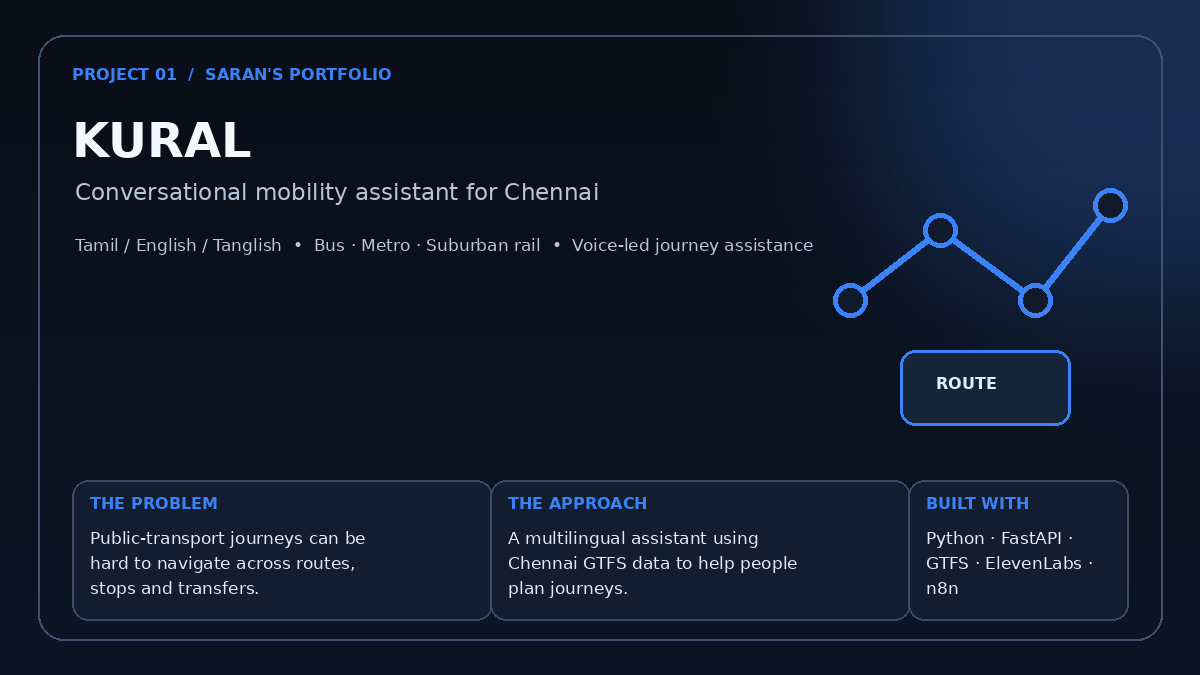 PROJECT 01 / SARAN'S PORTFOLIO
KURAL
Conversational mobility assistant for Chennai
Tamil / English / Tanglish • Bus · Metro · Suburban rail • Voice-led journey assistance
ROUTE
THE PROBLEM
Public-transport journeys can be
hard to navigate across routes,
stops and transfers.
THE APPROACH
A multilingual assistant using
Chennai GTFS data to help people
plan journeys.
BUILT WITH
Python · FastAPI ·
GTFS · ElevenLabs ·
n8n